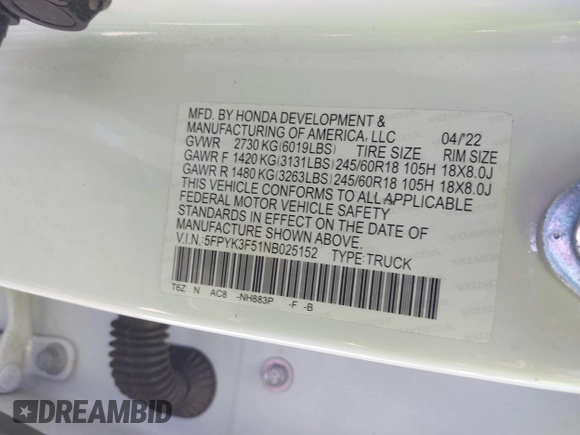 MFD. BY HONDA DEVELOPMENT &
MANUFACTURING OF AMERICA, LLC 04/'22
GVWR 2730 KG(6019LBS) TIRE SIZE RIM SIZE
GAWR F 1420 KG(3131LBS) 245/60R18 105H 18X8.0J
GAWR R 1480 KG(3263LBS) 245/60R18 105H 18X8.0J
THIS VEHICLE CONFORMS TO ALL APPLICABLE
FEDERAL MOTOR VEHICLE SAFETY
STANDARDS IN EFFECT ON THE DATE OF
MANUFACTURE SHOWN ABOVE.
V.I.N. 5FPYK3F51NB025152 TYPE:TRUCK
T6Z N AC8 -NH883P -F -B
DREAMBID